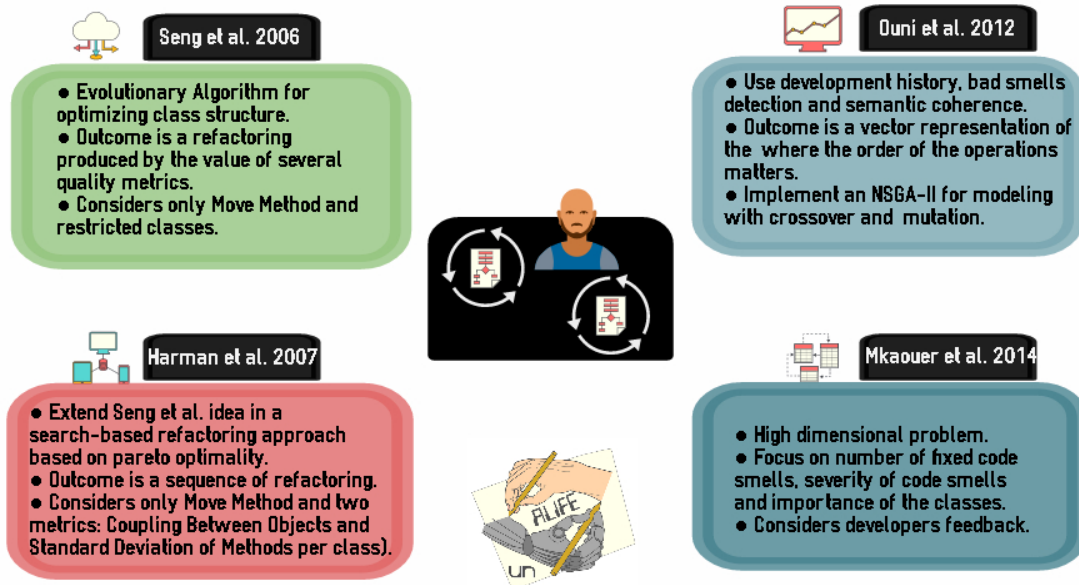 Seng et al. 2006
● Evolutionary Algorithm for
optimizing class structure.
● Outcome is a refactoring
produced by the value of several
quality metrics.
● Considers only Move Method and
restricted classes.
Ouni et al. 2012
● Use development history, bad smells
detection and semantic coherence.
● Outcome is a vector representation of
the where the order of the operations
matters.
● Implement an NSGA-II for modeling
with crossover and mutation.
Harman et al. 2007
● Extend Seng et al. idea in a
search-based refactoring approach
based on pareto optimality.
● Outcome is a sequence of refactoring.
● Considers only Move Method and two
metrics: Coupling Between Objects and
Standard Deviation of Methods per class).
Mkaouer et al. 2014
● High dimensional problem.
● Focus on number of fixed code
smells, severity of code smells
and importance of the classes.
● Considers developers feedback.
ALIFE
un